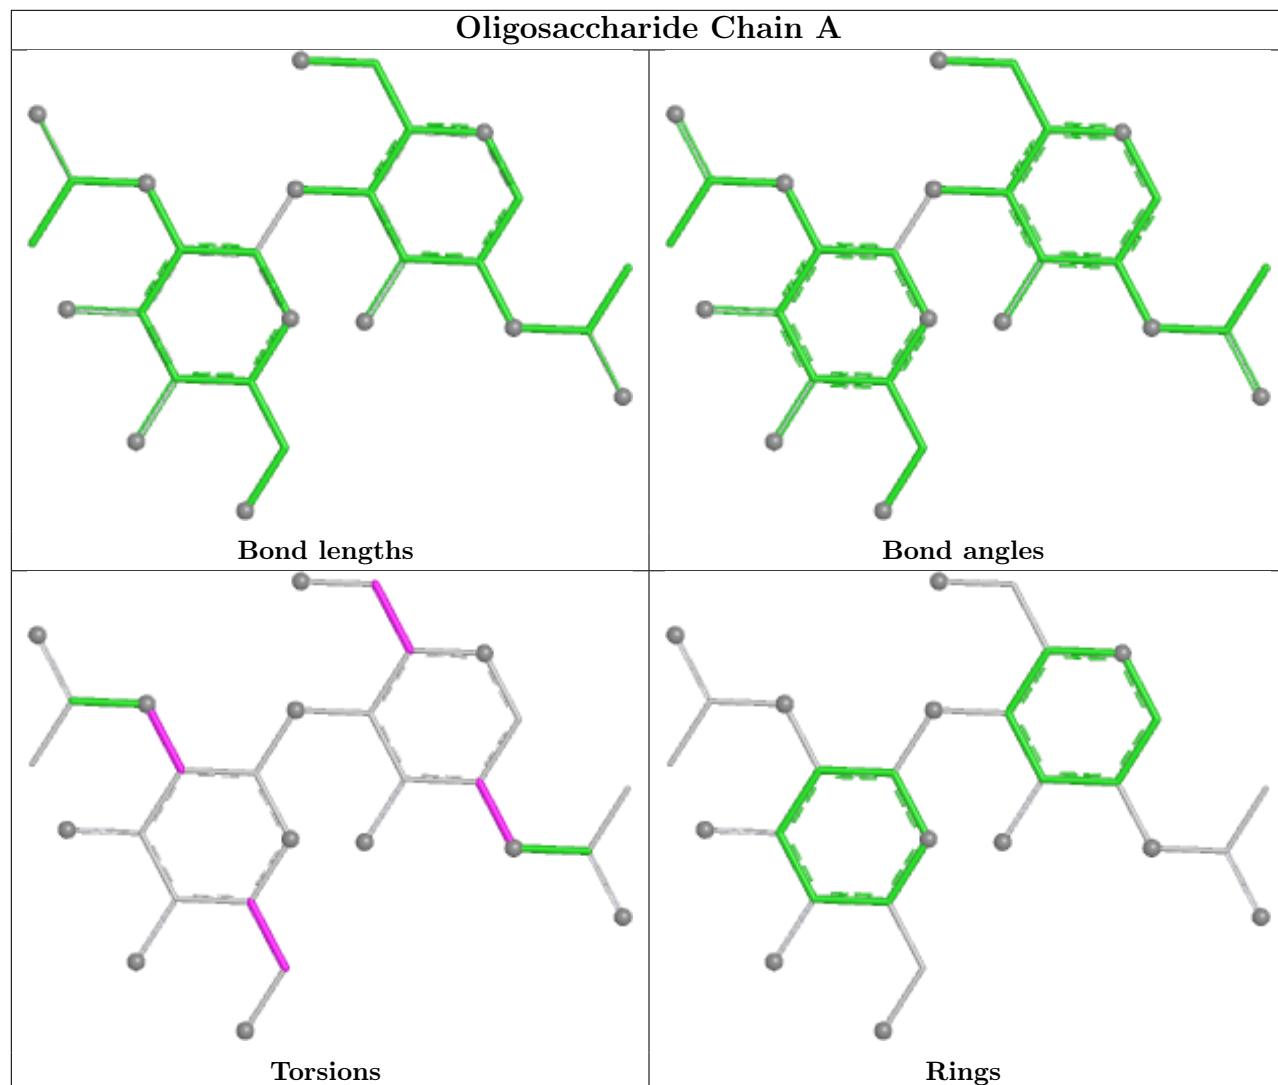 Oligosaccharide Chain A
Bond lengths
Bond angles
Torsions
Rings